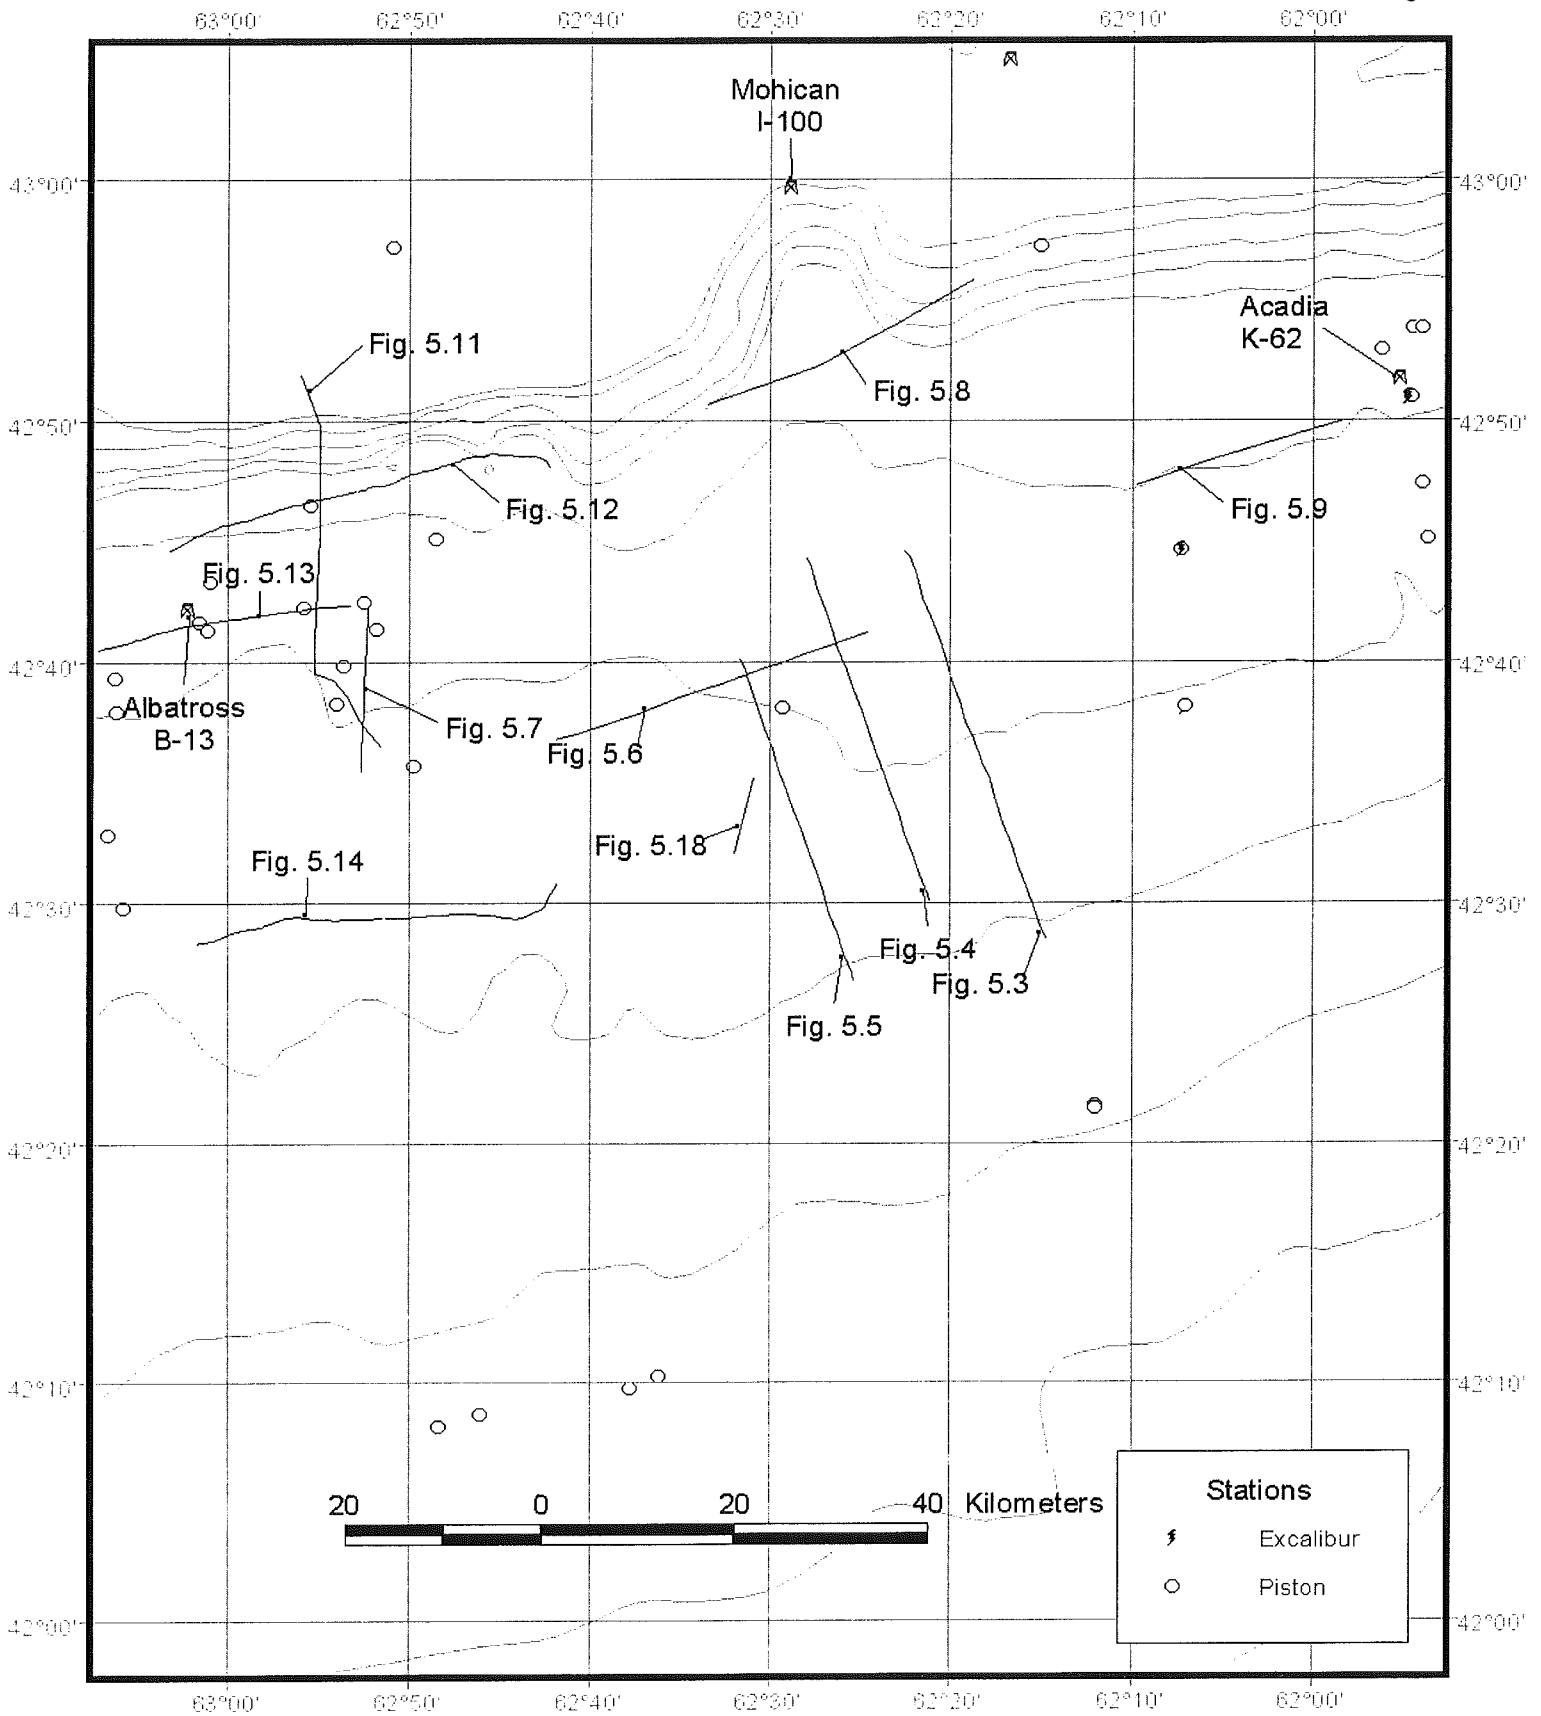 63°00' 62°50' 62°40' 62°30' 62°20' 62°10' 62°00'
Mohican
I-100
43°00' 43°00'
Acadia
K-62
Fig. 5.11
Fig. 5.8
42°50' 42°50'
Fig. 5.12
Fig. 5.9
Fig. 5.13
42°40' 42°40'
Albatross
B-13
Fig. 5.7
Fig. 5.6
Fig. 5.18
Fig. 5.14
42°30' 42°30'
Fig. 5.4
Fig. 5.3
Fig. 5.5
42°20' 42°20'
42°10' 42°10'
20 0 20 40 Kilometers
Stations
Excalibur
Piston
42°00' 42°00'
63°00' 62°50' 62°40' 62°30' 62°20' 62°10' 62°00'